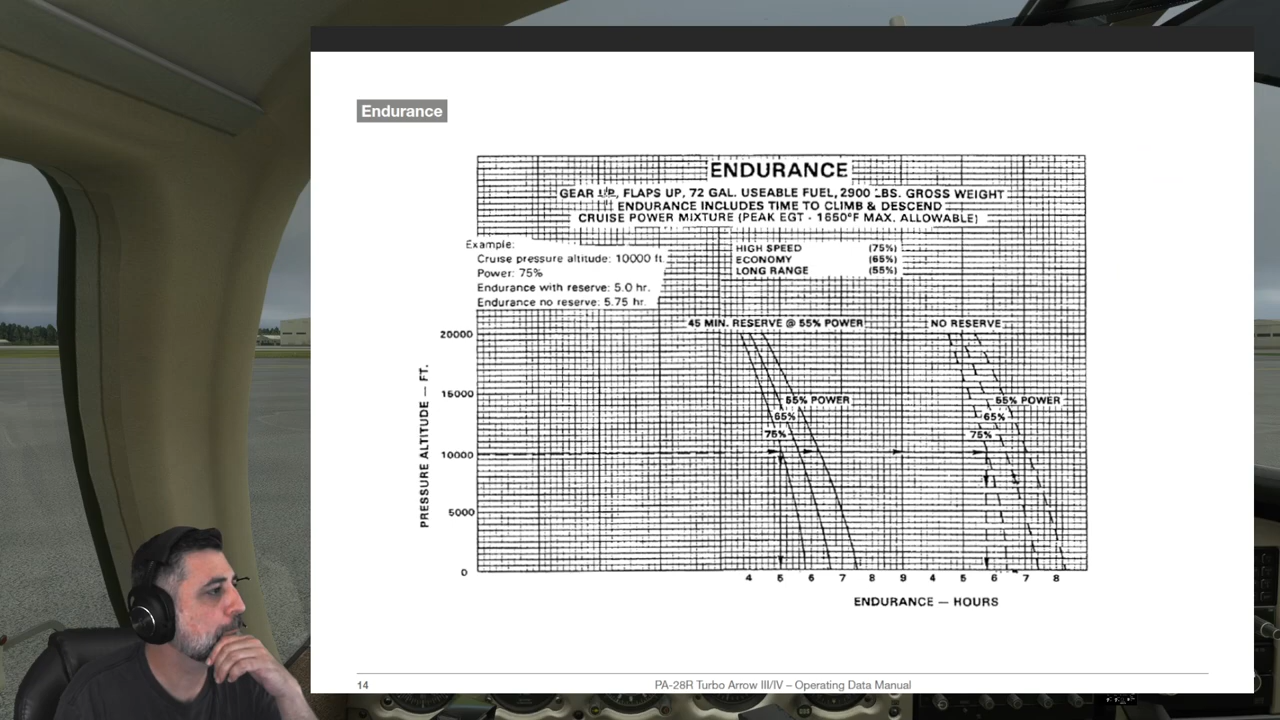 Endurance
ENDURANCE
GEAR UP, FLAPS UP, 72 GAL. USEABLE FUEL, 2900 LBS. GROSS WEIGHT
ENDURANCE INCLUDES TIME TO CLIMB & DESCEND
CRUISE POWER MIXTURE (PEAK EGT - 1650°F MAX. ALLOWABLE)
Example:
Cruise pressure altitude: 10000 ft.
Power: 75%
Endurance with reserve: 5.0 hr.
Endurance no reserve: 5.75 hr.
HIGH SPEED (75%)
ECONOMY (65%)
LONG RANGE (55%)
45 MIN. RESERVE @ 55% POWER NO RESERVE
20000
15000
10000
5000
0
PRESSURE ALTITUDE — FT.
55% POWER
65%
75%
55% POWER
65%
75%
4 5 6 7 8 9 4 5 6 7 8
ENDURANCE — HOURS
14 PA-28R Turbo Arrow III/IV – Operating Data Manual